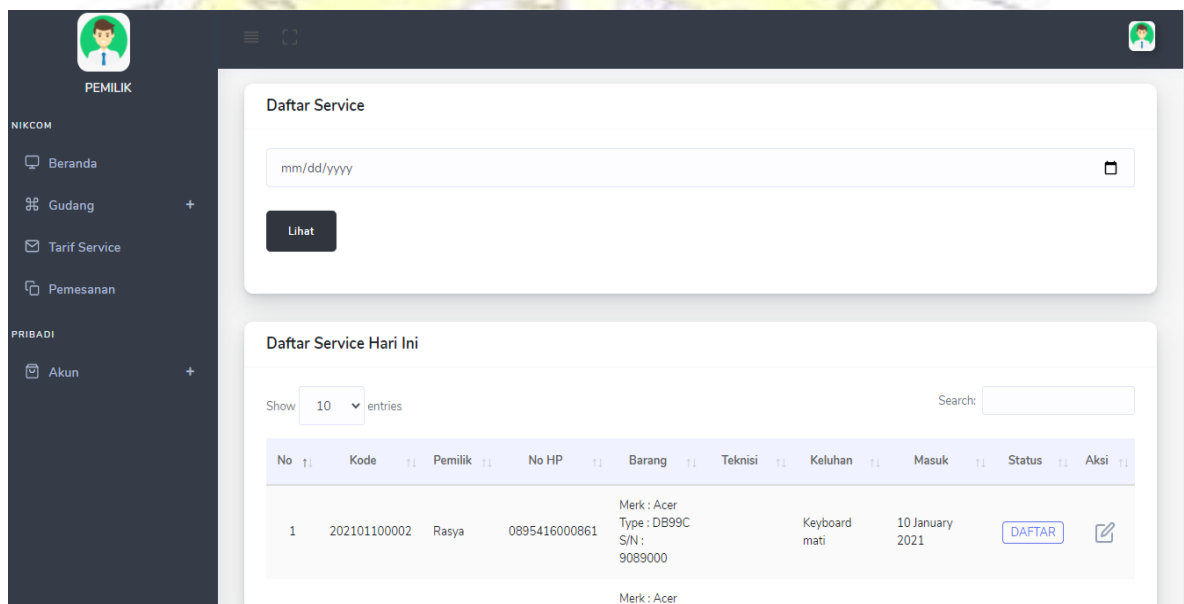 PEMILIK
NIKCOM
Beranda
Gudang +
Tarif Service
Pemesanan
PRIBADI
Akun +
Daftar Service
mm/dd/yyyy
Lihat
Daftar Service Hari Ini
Show 10 entries
Search:
No Kode Pemilik No HP Barang Teknisi Keluhan Masuk Status Aksi
Merk : Acer
Type : DB99C
1 202101100002 Rasya 0895416000861 S/N : Keyboard mati 10 January 2021 DAFTAR
9089000
Merk : Acer